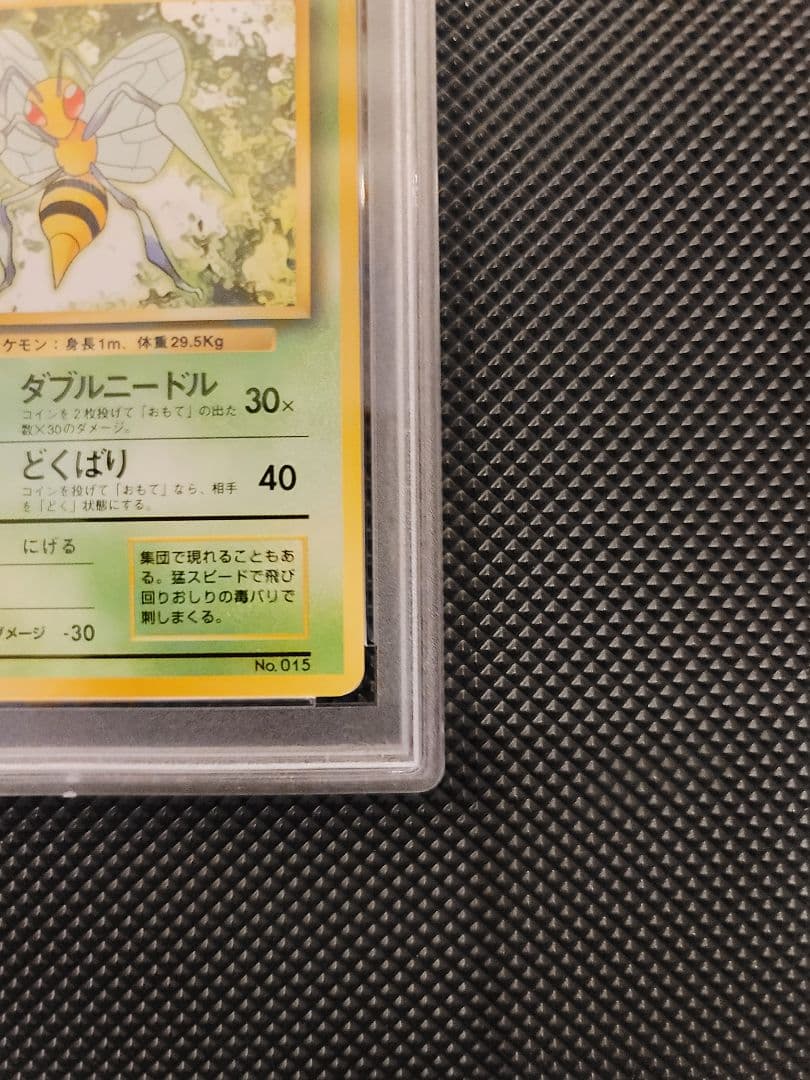 ケモン：身長1m、体重29.5Kg
ダブルニードル 30×
コインを2枚投げて「おもて」の出た
数×30のダメージ。
どくばり 40
コインを投げて「おもて」なら、相手
を「どく」状態にする。
にげる
集団で現れることもあ
る。猛スピードで飛び
回りおしりの毒バリで
刺しまくる。
ダメージ -30
No. 015